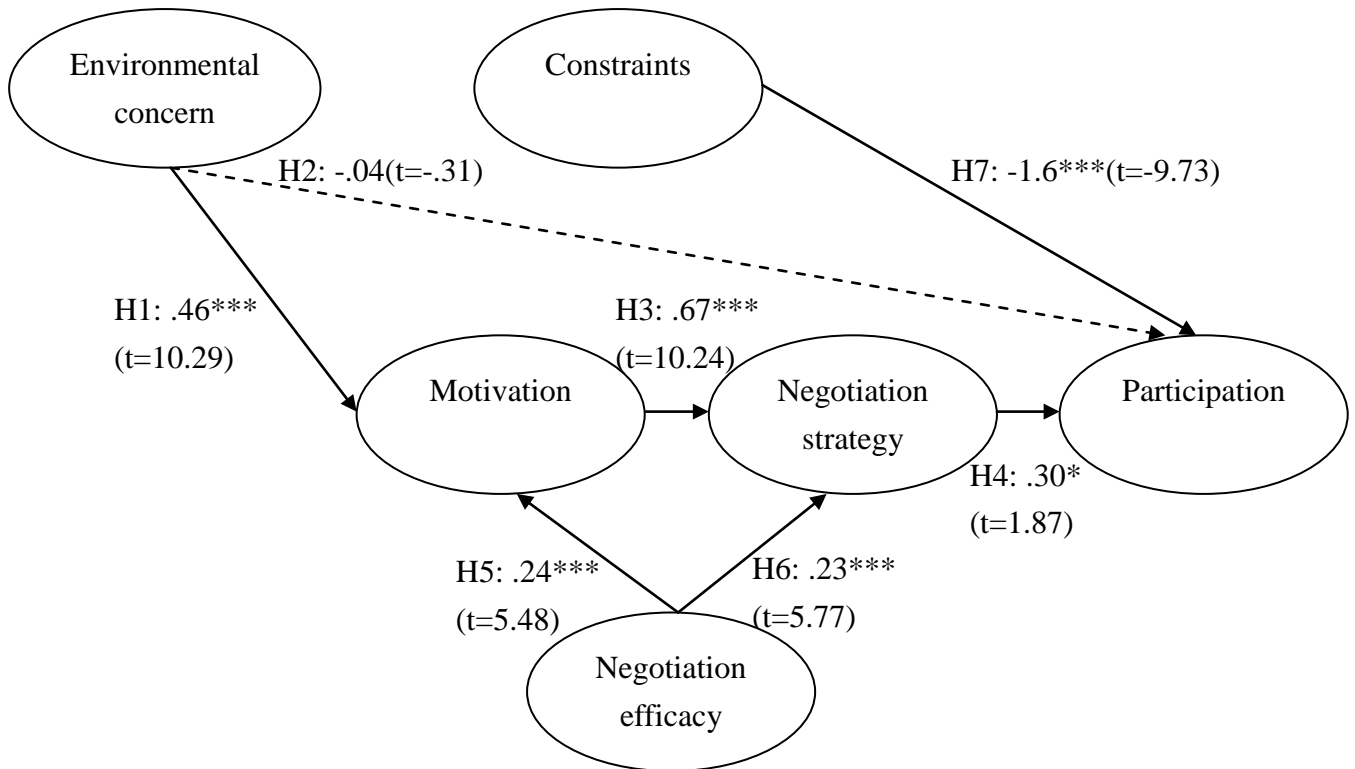 Environmental
concern
Constraints
H2: -.04(t=-.31)
H7: -1.6***(t=-9.73)
H1: .46***
(t=10.29)
H3: .67***
(t=10.24)
Motivation
Negotiation
strategy
Participation
H4: .30*
(t=1.87)
H5: .24***
(t=5.48)
H6: .23***
(t=5.77)
Negotiation
efficacy